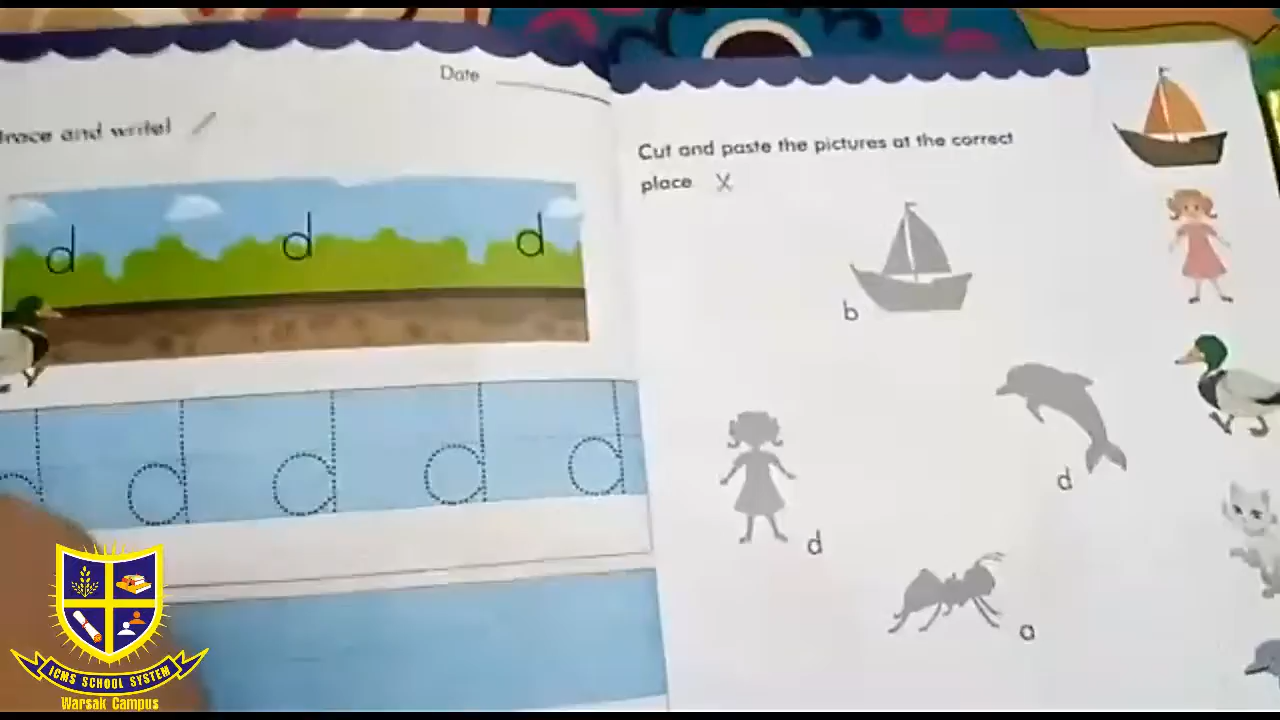 Date
trace and write!
d d d
d d d d d
Cut and paste the pictures at the correct
place
b
d
d
a
ICMS SCHOOL SYSTEM
Warsak Campus